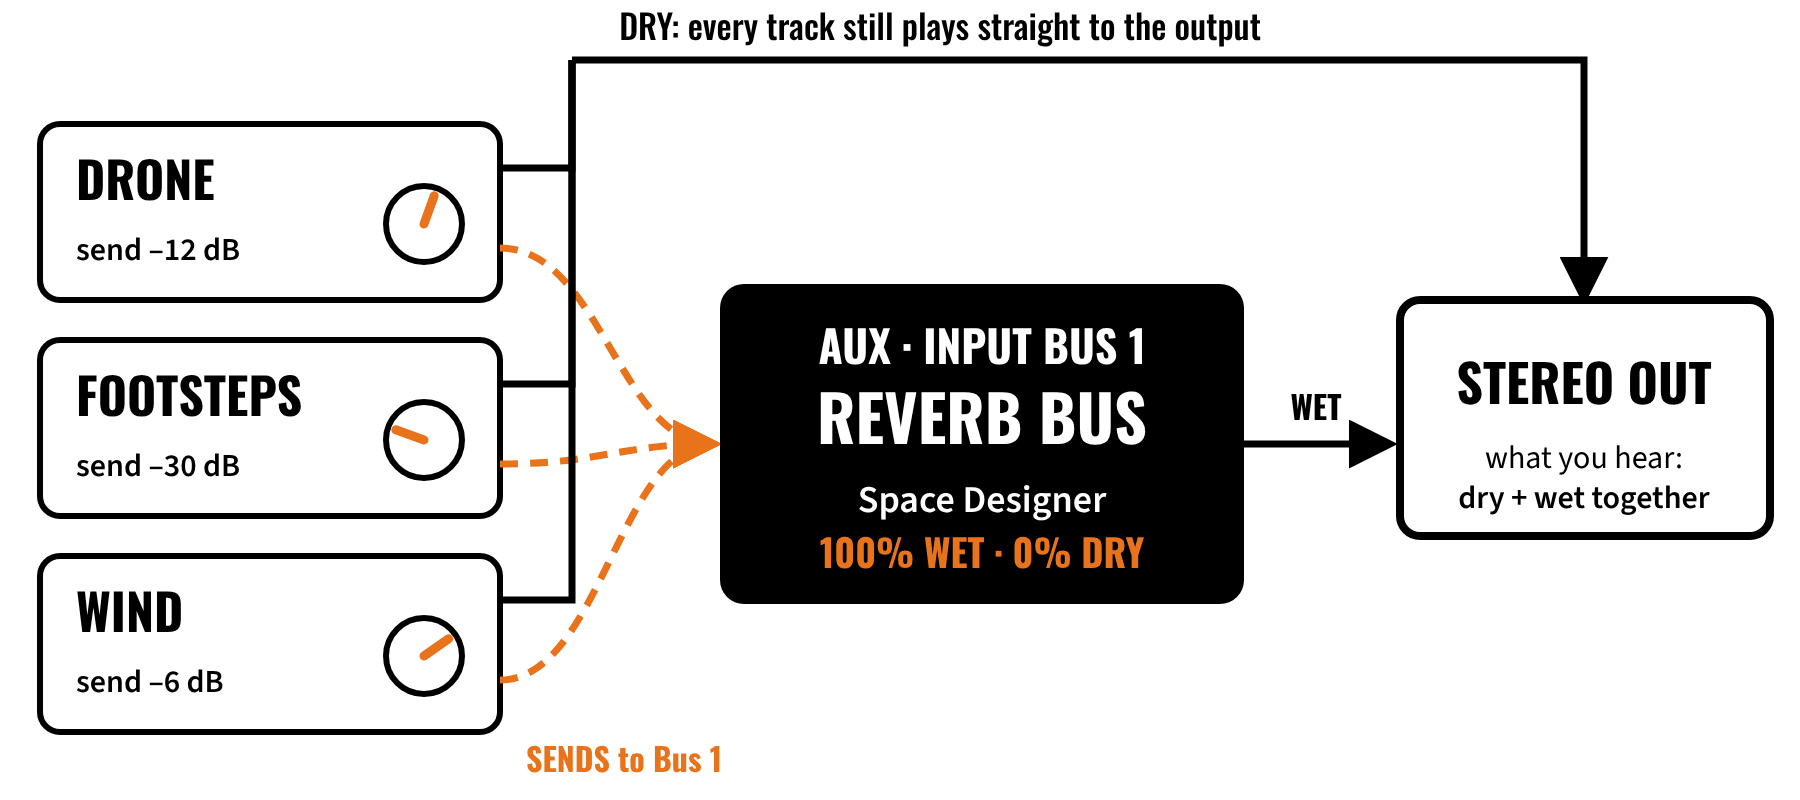 DRY: every track still plays straight to the output
DRONE
send –12 dB
FOOTSTEPS
send –30 dB
WIND
send –6 dB
SENDS to Bus 1
AUX · INPUT BUS 1
REVERB BUS
Space Designer
100% WET · 0% DRY
WET
STEREO OUT
what you hear:
dry + wet together